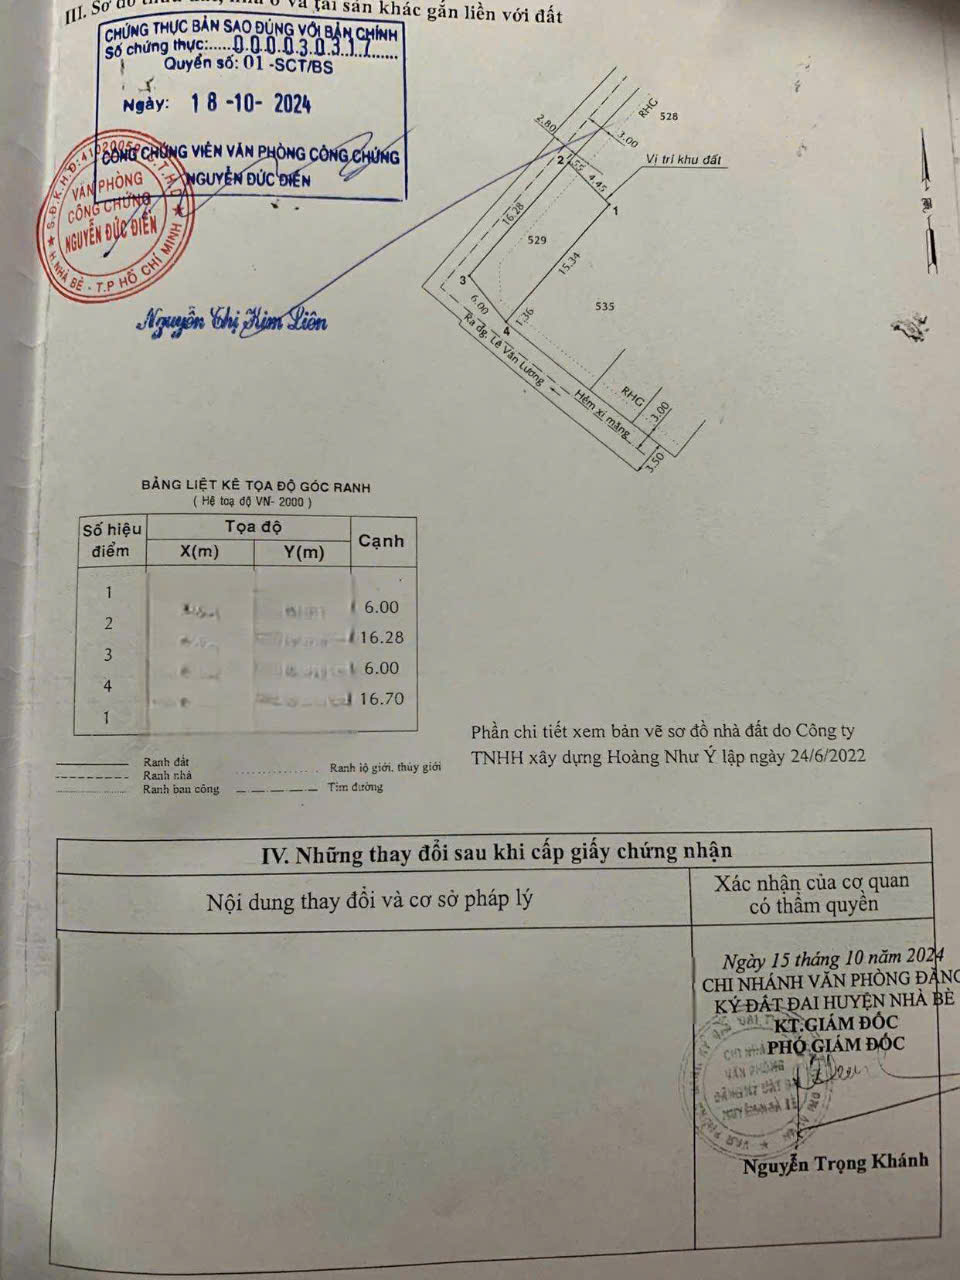 III. Sơ đồ thửa đất, nhà ở và tài sản khác gắn liền với đất
CHỨNG THỰC BẢN SAO ĐÚNG VỚI BẢN CHÍNH
Số chứng thực:.....0.0.0.0.3.0.3.1.7......
Quyển số: 01 -SCT/BS
Ngày: 18 -10- 2024
CÔNG CHỨNG VIÊN VĂN PHÒNG CÔNG CHỨNG
NGUYỄN ĐỨC ĐIỀN
VĂN PHÒNG
CÔNG CHỨNG
NGUYỄN ĐỨC ĐIỀN
H.NHÀ BÈ - T.P HỒ CHÍ MINH
Nguyễn Thị Kim Liên
RHG
528
2.80
3.00
2
4.45
Vị trí khu đất
1
16.28
529
15.34
3
6.00
535
1.36
4
Ra đg. Lê Văn Lương
Hẻm xi măng
RHG
3.00
3.50
BẢNG LIỆT KÊ TỌA ĐỘ GÓC RANH
( Hệ toạ độ VN- 2000 )
Số hiệu điểm
Tọa độ
Cạnh
X(m)
Y(m)
1
6.00
2
16.28
3
6.00
4
16.70
1
Phần chi tiết xem bản vẽ sơ đồ nhà đất do Công ty
TNHH xây dựng Hoàng Như Ý lập ngày 24/6/2022
Ranh đất
Ranh nhà
Ranh lộ giới, thủy giới
Ranh ban công
Tim đường
IV. Những thay đổi sau khi cấp giấy chứng nhận
Nội dung thay đổi và cơ sở pháp lý
Xác nhận của cơ quan
có thẩm quyền
Ngày 15 tháng 10 năm 2024
CHI NHÁNH VĂN PHÒNG ĐĂNG
KÝ ĐẤT ĐAI HUYỆN NHÀ BÈ
KT.GIÁM ĐỐC
PHÓ GIÁM ĐỐC
Nguyễn Trọng Khánh